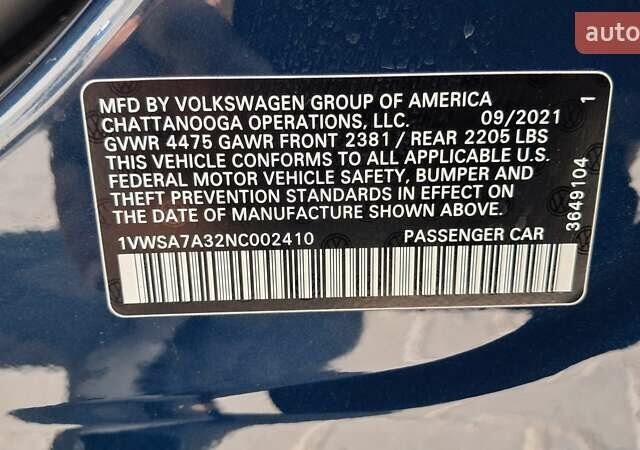 auto
MFD BY VOLKSWAGEN GROUP OF AMERICA
CHATTANOOGA OPERATIONS, LLC. 09/2021
GVWR 4475 GAWR FRONT 2381 / REAR 2205 LBS
THIS VEHICLE CONFORMS TO ALL APPLICABLE U.S.
FEDERAL MOTOR VEHICLE SAFETY, BUMPER AND
THEFT PREVENTION STANDARDS IN EFFECT ON
THE DATE OF MANUFACTURE SHOWN ABOVE.
1VWSA7A32NC002410 PASSENGER CAR
3649104 1